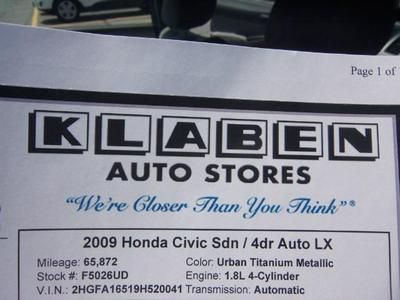 Page 1 of
KLABEN
AUTO STORES
"We're Closer Than You Think"®
2009 Honda Civic Sdn / 4dr Auto LX
Mileage: 65,872 Color: Urban Titanium Metallic
Stock #: F5026UD Engine: 1.8L 4-Cylinder
V.I.N.: 2HGFA16519H520041 Transmission: Automatic